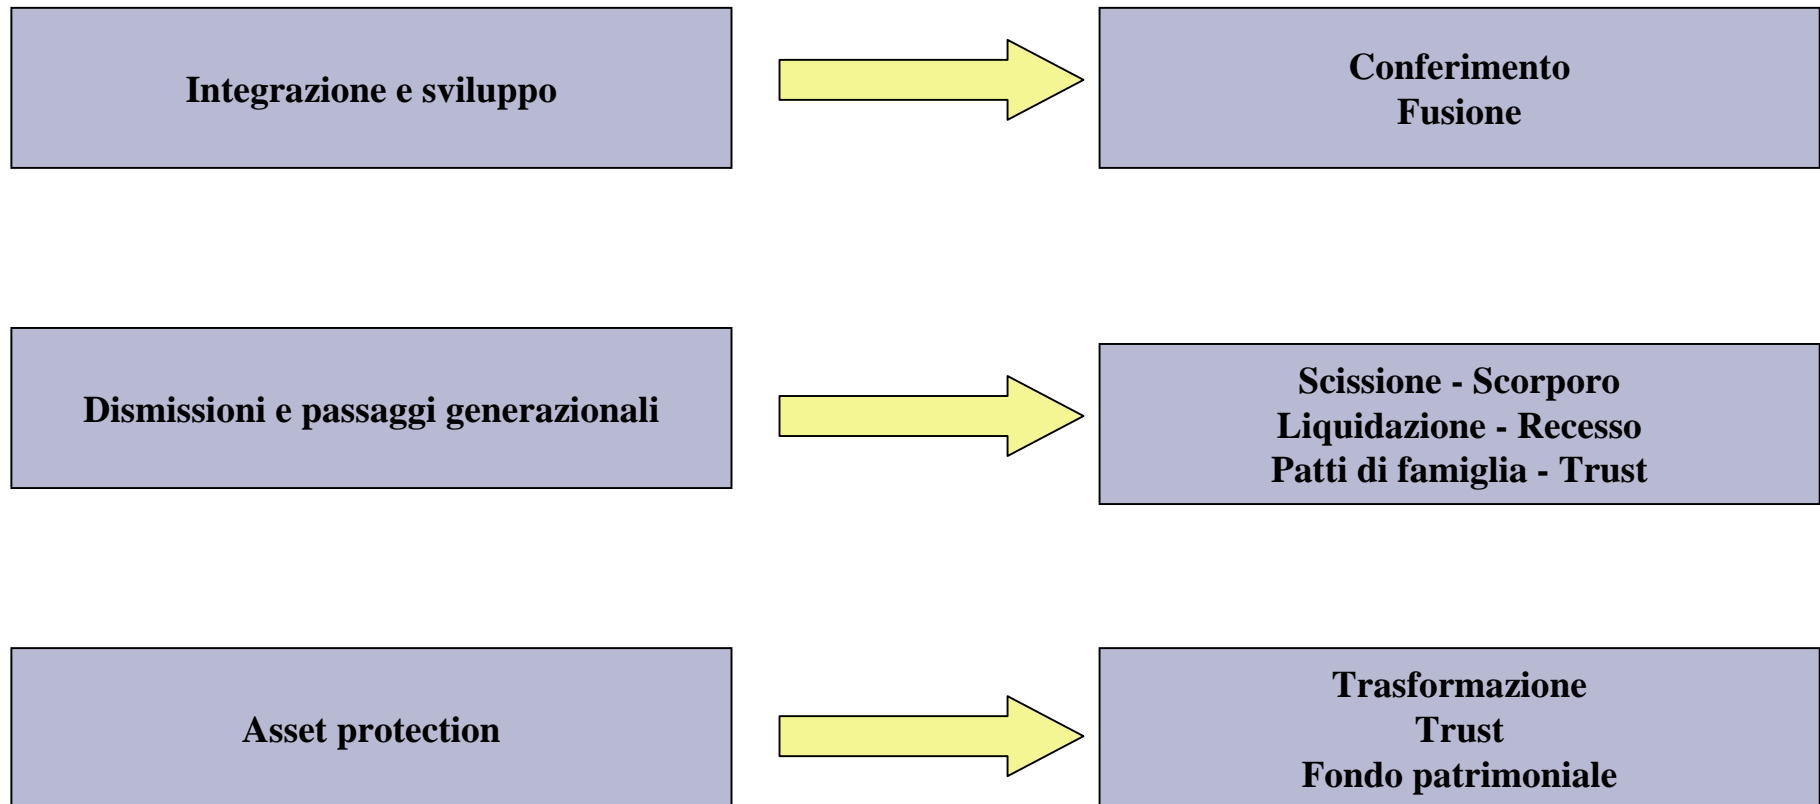 Integrazione e sviluppo
Conferimento
Fusione
Dismissioni e passaggi generazionali
Scissione - Scorporo
Liquidazione - Recesso
Patti di famiglia - Trust
Asset protection
Trasformazione
Trust
Fondo patrimoniale